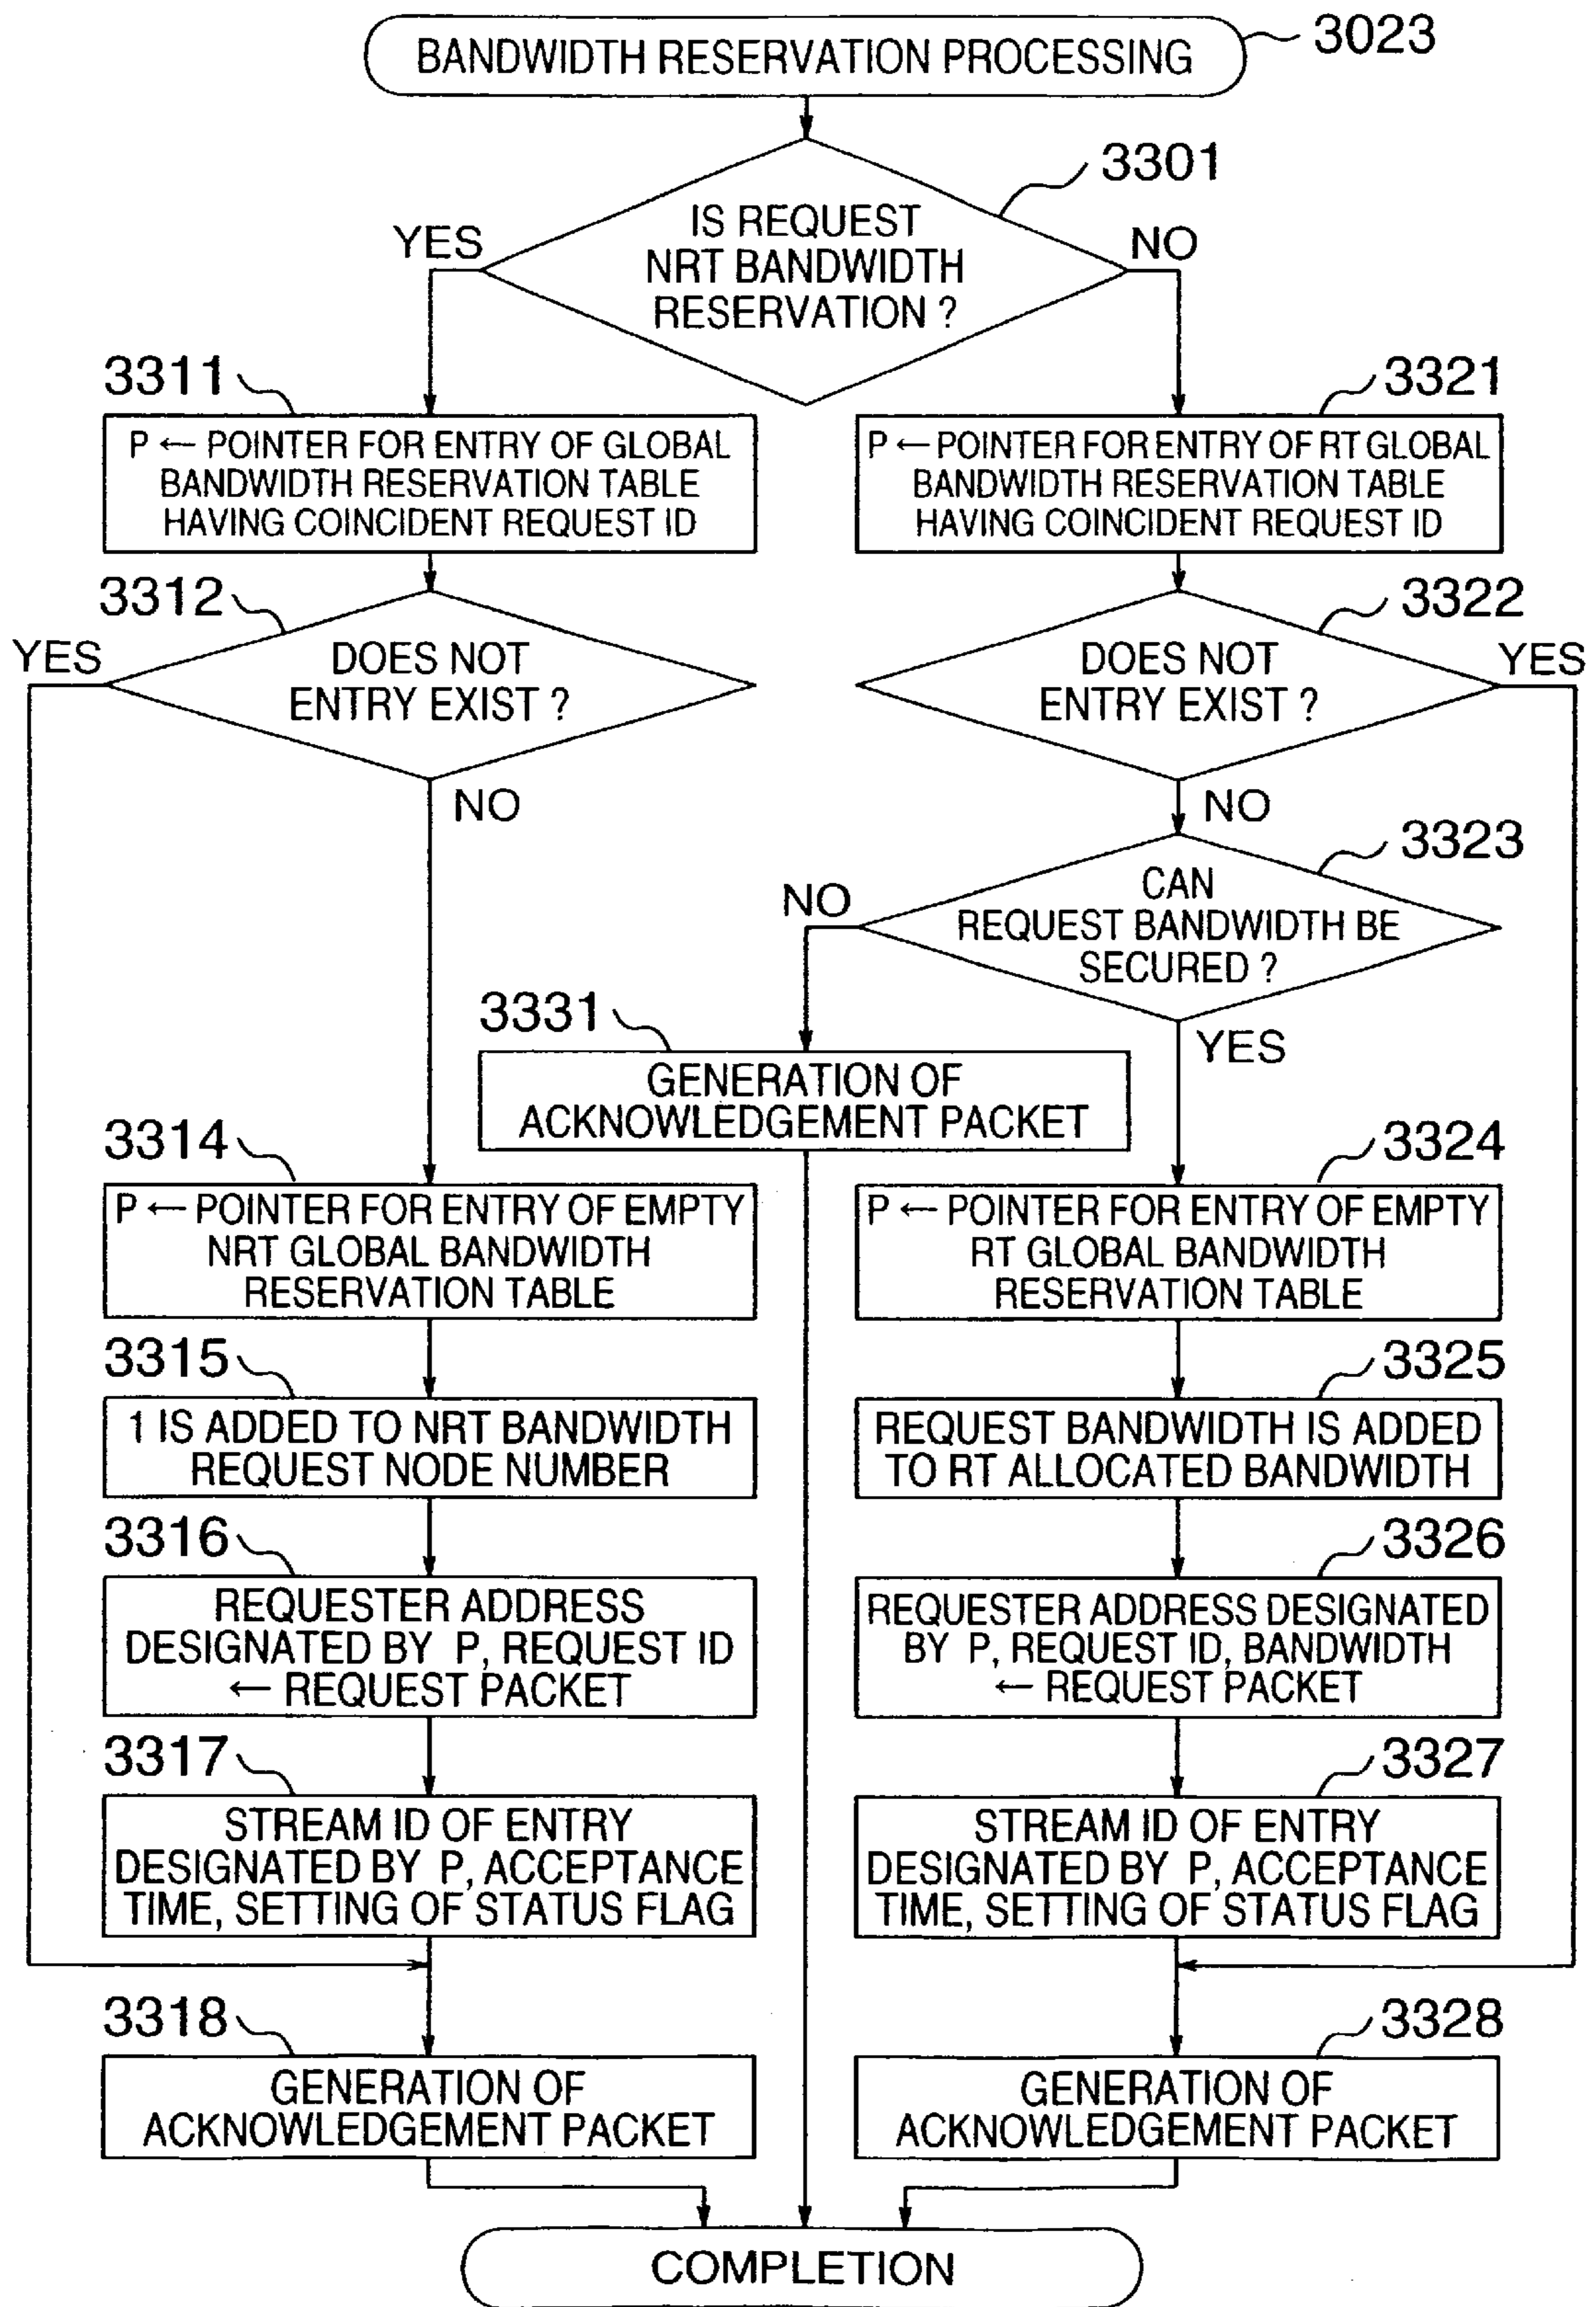 BANDWIDTH RESERVATION PROCESSING
3023
3301
IS REQUEST
NRT BANDWIDTH
RESERVATION ?
YES
NO
3311
P ← POINTER FOR ENTRY OF GLOBAL
BANDWIDTH RESERVATION TABLE
HAVING COINCIDENT REQUEST ID
3321
P ← POINTER FOR ENTRY OF RT GLOBAL
BANDWIDTH RESERVATION TABLE
HAVING COINCIDENT REQUEST ID
3312
YES
DOES NOT
ENTRY EXIST ?
NO
3322
DOES NOT
ENTRY EXIST ?
YES
NO
3323
CAN
REQUEST BANDWIDTH BE
SECURED ?
NO
YES
3331
GENERATION OF
ACKNOWLEDGEMENT PACKET
3314
P ← POINTER FOR ENTRY OF EMPTY
NRT GLOBAL BANDWIDTH
RESERVATION TABLE
3324
P ← POINTER FOR ENTRY OF EMPTY
RT GLOBAL BANDWIDTH
RESERVATION TABLE
3315
1 IS ADDED TO NRT BANDWIDTH
REQUEST NODE NUMBER
3325
REQUEST BANDWIDTH IS ADDED
TO RT ALLOCATED BANDWIDTH
3316
REQUESTER ADDRESS
DESIGNATED BY P, REQUEST ID
← REQUEST PACKET
3326
REQUESTER ADDRESS DESIGNATED
BY P, REQUEST ID, BANDWIDTH
← REQUEST PACKET
3317
STREAM ID OF ENTRY
DESIGNATED BY P, ACCEPTANCE
TIME, SETTING OF STATUS FLAG
3327
STREAM ID OF ENTRY
DESIGNATED BY P, ACCEPTANCE
TIME, SETTING OF STATUS FLAG
3318
GENERATION OF
ACKNOWLEDGEMENT PACKET
3328
GENERATION OF
ACKNOWLEDGEMENT PACKET
COMPLETION